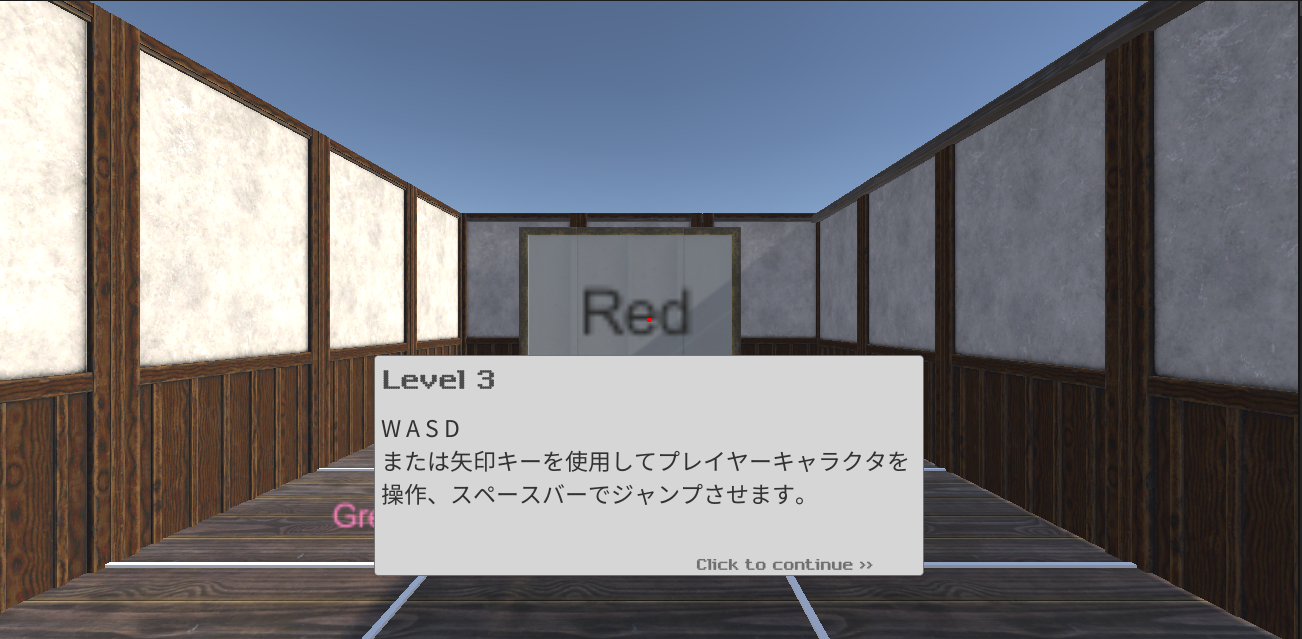 Red
Level 3
W A S D
または矢印キーを使用してプレイヤーキャラクタを
操作、スペースバーでジャンプさせます。
Gre
Click to continue >>